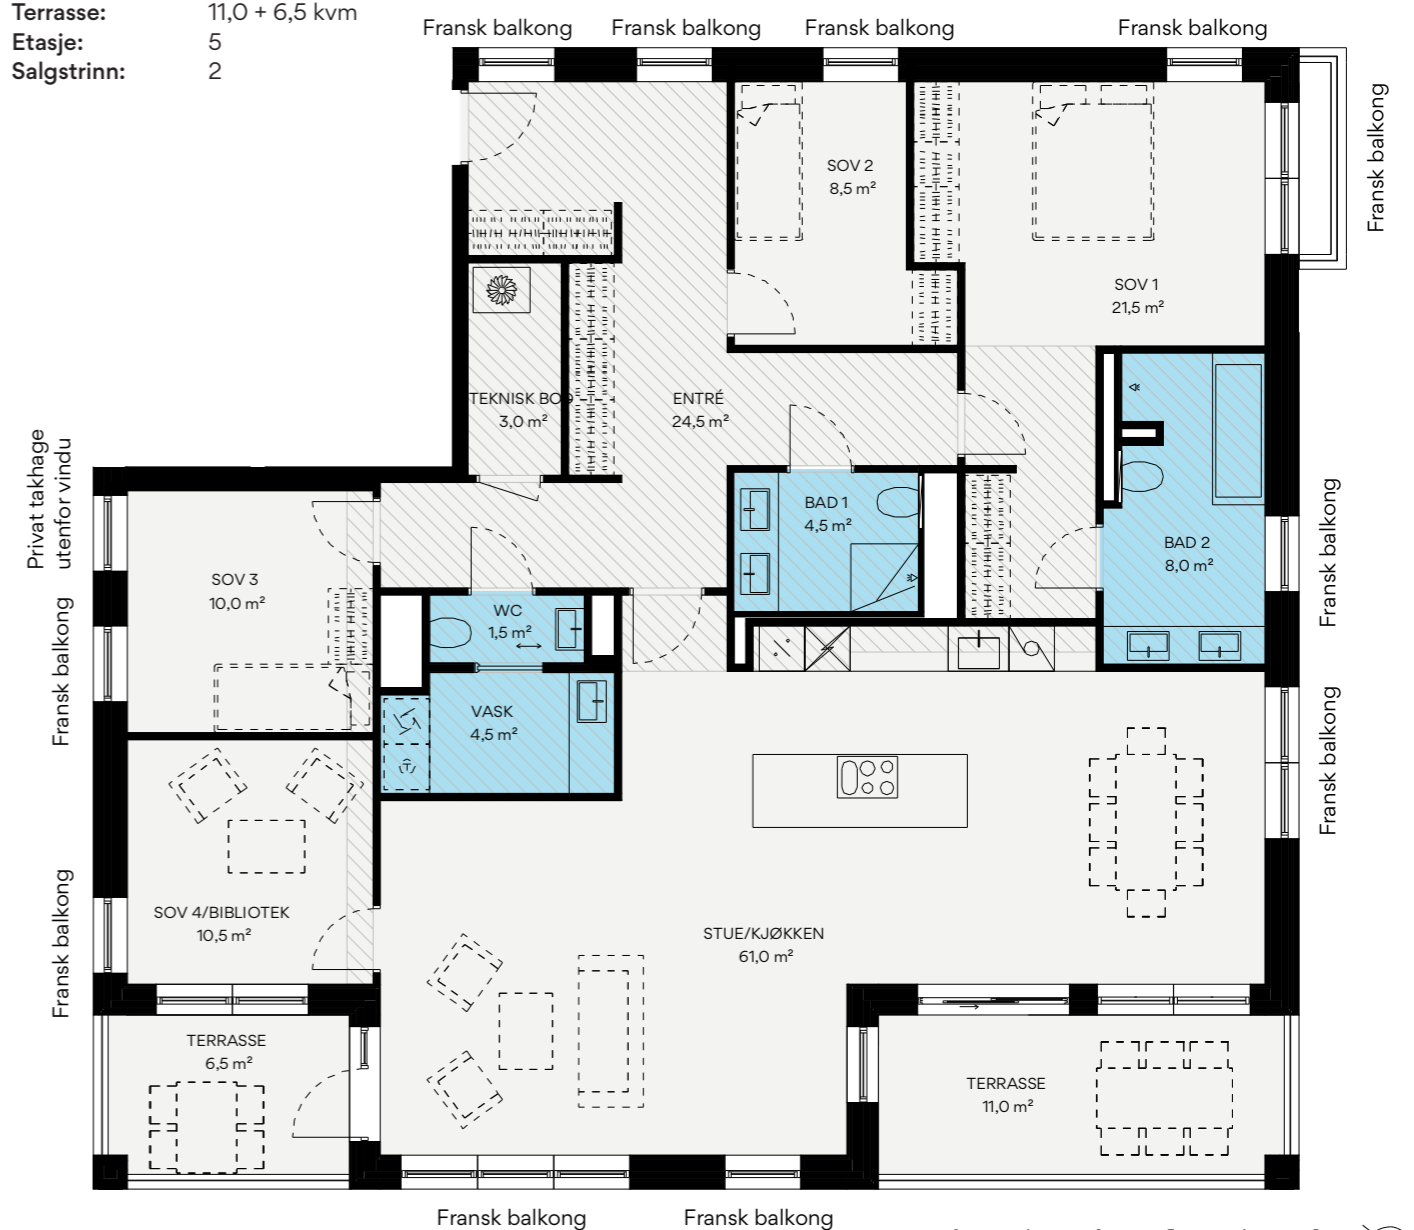 Terrasse: 11,0 + 6,5 kvm
Etasje: 5
Salgstrinn: 2
Fransk balkong
Fransk balkong
Fransk balkong
Fransk balkong
Fransk balkong
SOV 2
8,5 m²
SOV 1
21,5 m²
TEKNISK BOD
3,0 m²
ENTRÉ
24,5 m²
Privat takhage
utenfor vindu
BAD 1
4,5 m²
BAD 2
8,0 m²
Fransk balkong
SOV 3
10,0 m²
WC
1,5 m²
Fransk balkong
VASK
4,5 m²
T
Fransk balkong
SOV 4/BIBLIOTEK
10,5 m²
STUE/KJØKKEN
61,0 m²
Fransk balkong
TERRASSE
6,5 m²
TERRASSE
11,0 m²
Fransk balkong
Fransk balkong